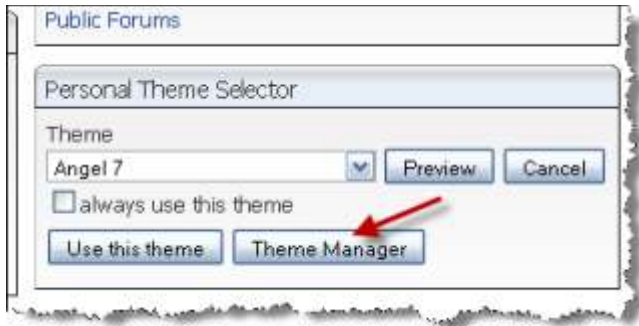 Public Forums
Personal Theme Selector
Theme
Angel 7 Preview Cancel
always use this theme
Use this theme Theme Manager